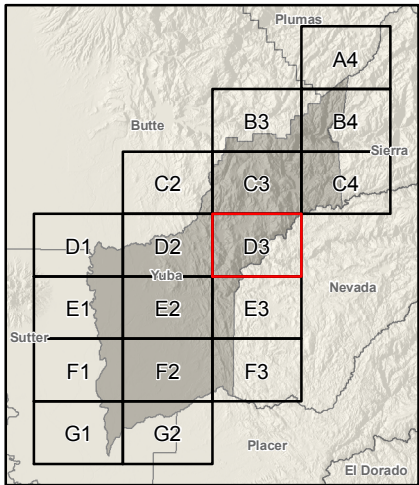 Plumas
A4
B3
B4
Butte
Sierra
C2
C3
C4
D1
D2
D3
Yuba
Nevada
E1
E2
E3
Sutter
F1
F2
F3
G1
G2
Placer
El Dorado